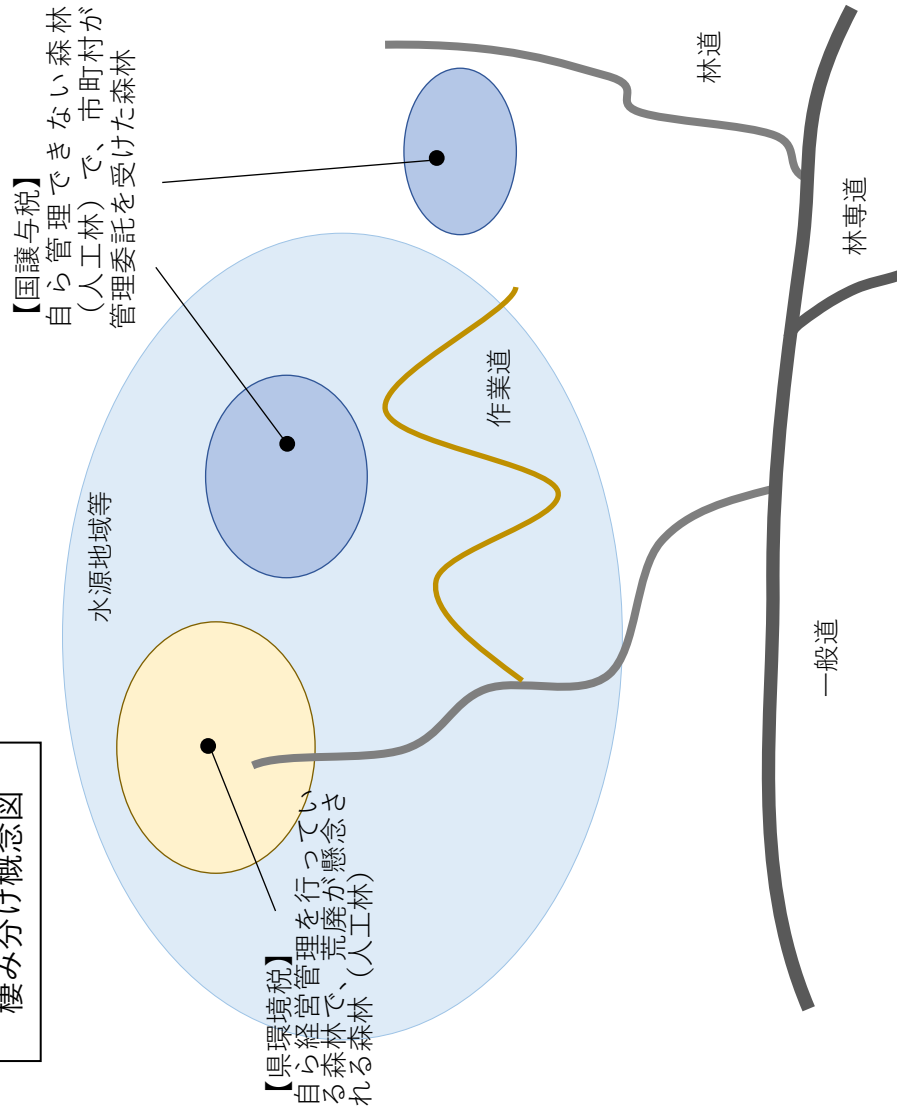 棲み分け概念図
【国譲与税】
自ら管理できない森林
（人工林）で、市町村が
管理委託を受けた森林
水源地域等
【県環境税】
自ら経営管理を行ってい
る森林で、荒廃が懸念さ
れる森林（人工林）
作業道
林道
林専道
一般道